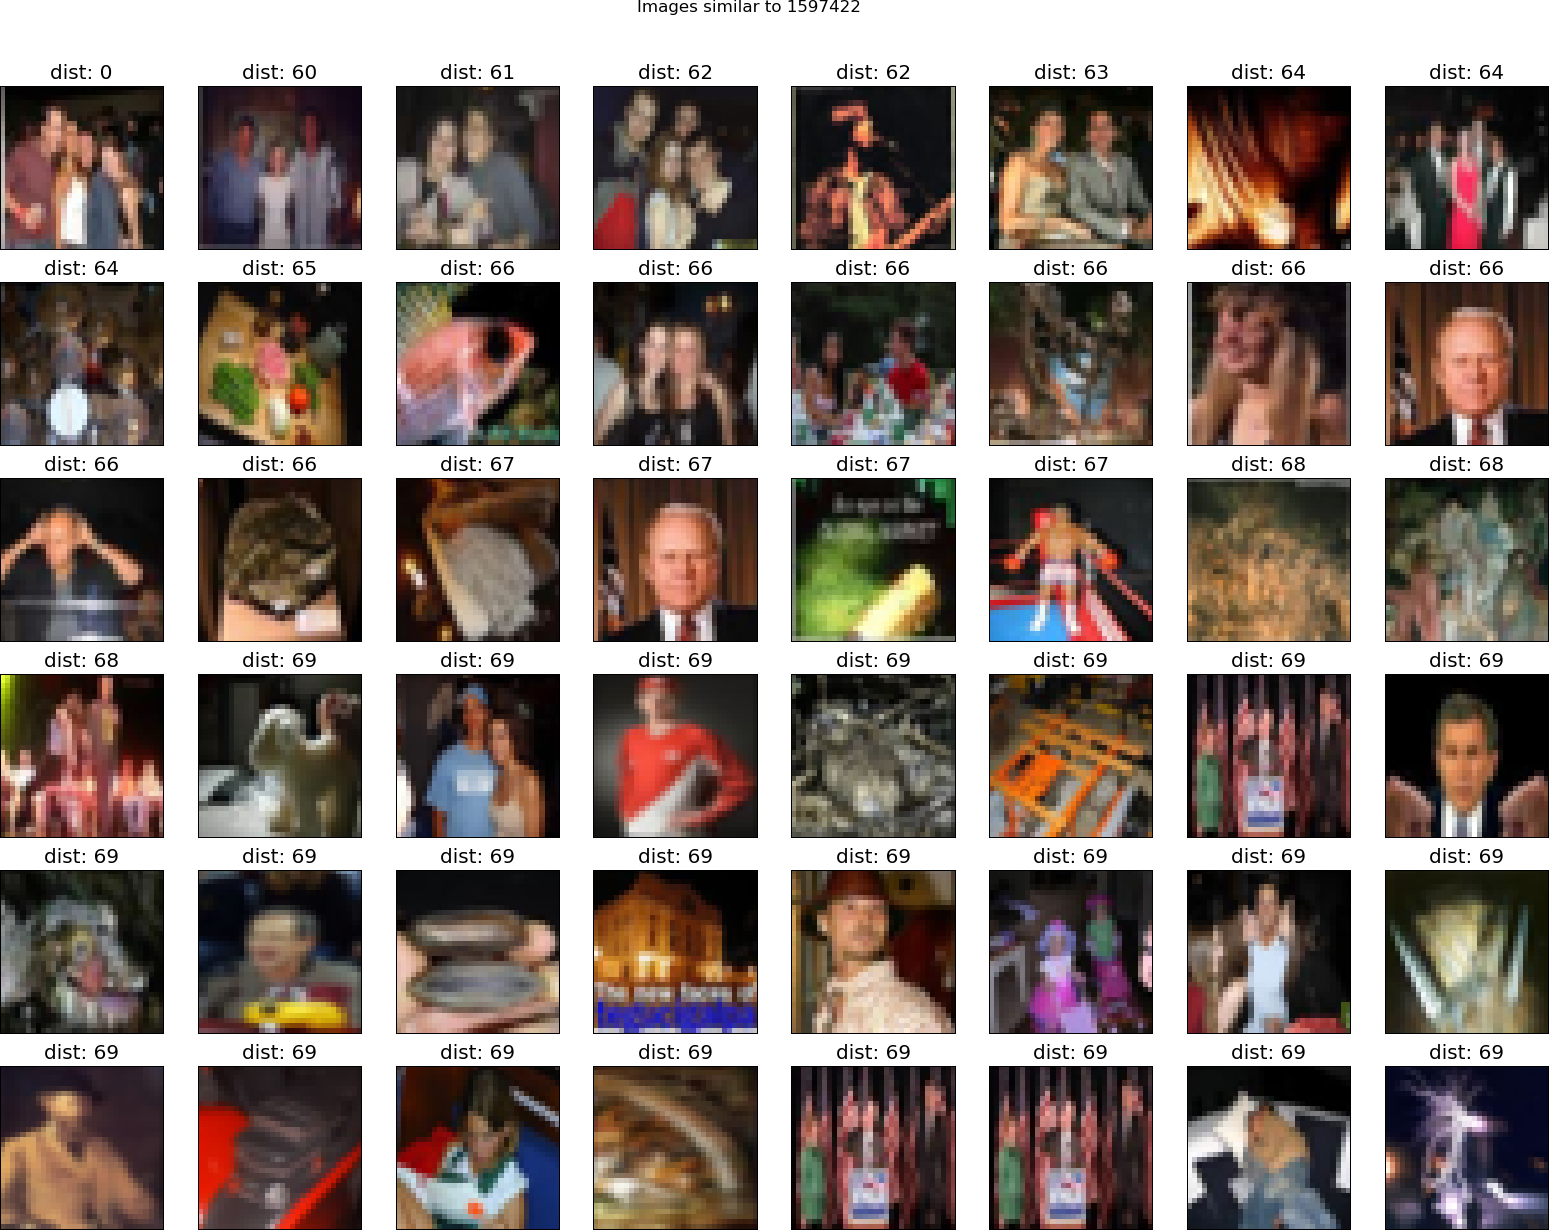 Images similar to 1597422
dist: 0 dist: 60 dist: 61 dist: 62 dist: 62 dist: 63 dist: 64 dist: 64
dist: 64 dist: 65 dist: 66 dist: 66 dist: 66 dist: 66 dist: 66 dist: 66
dist: 66 dist: 66 dist: 67 dist: 67 dist: 67 dist: 67 dist: 68 dist: 68
dist: 68 dist: 69 dist: 69 dist: 69 dist: 69 dist: 69 dist: 69 dist: 69
dist: 69 dist: 69 dist: 69 dist: 69 dist: 69 dist: 69 dist: 69 dist: 69
The new faces of
tegucigalpa
dist: 69 dist: 69 dist: 69 dist: 69 dist: 69 dist: 69 dist: 69 dist: 69